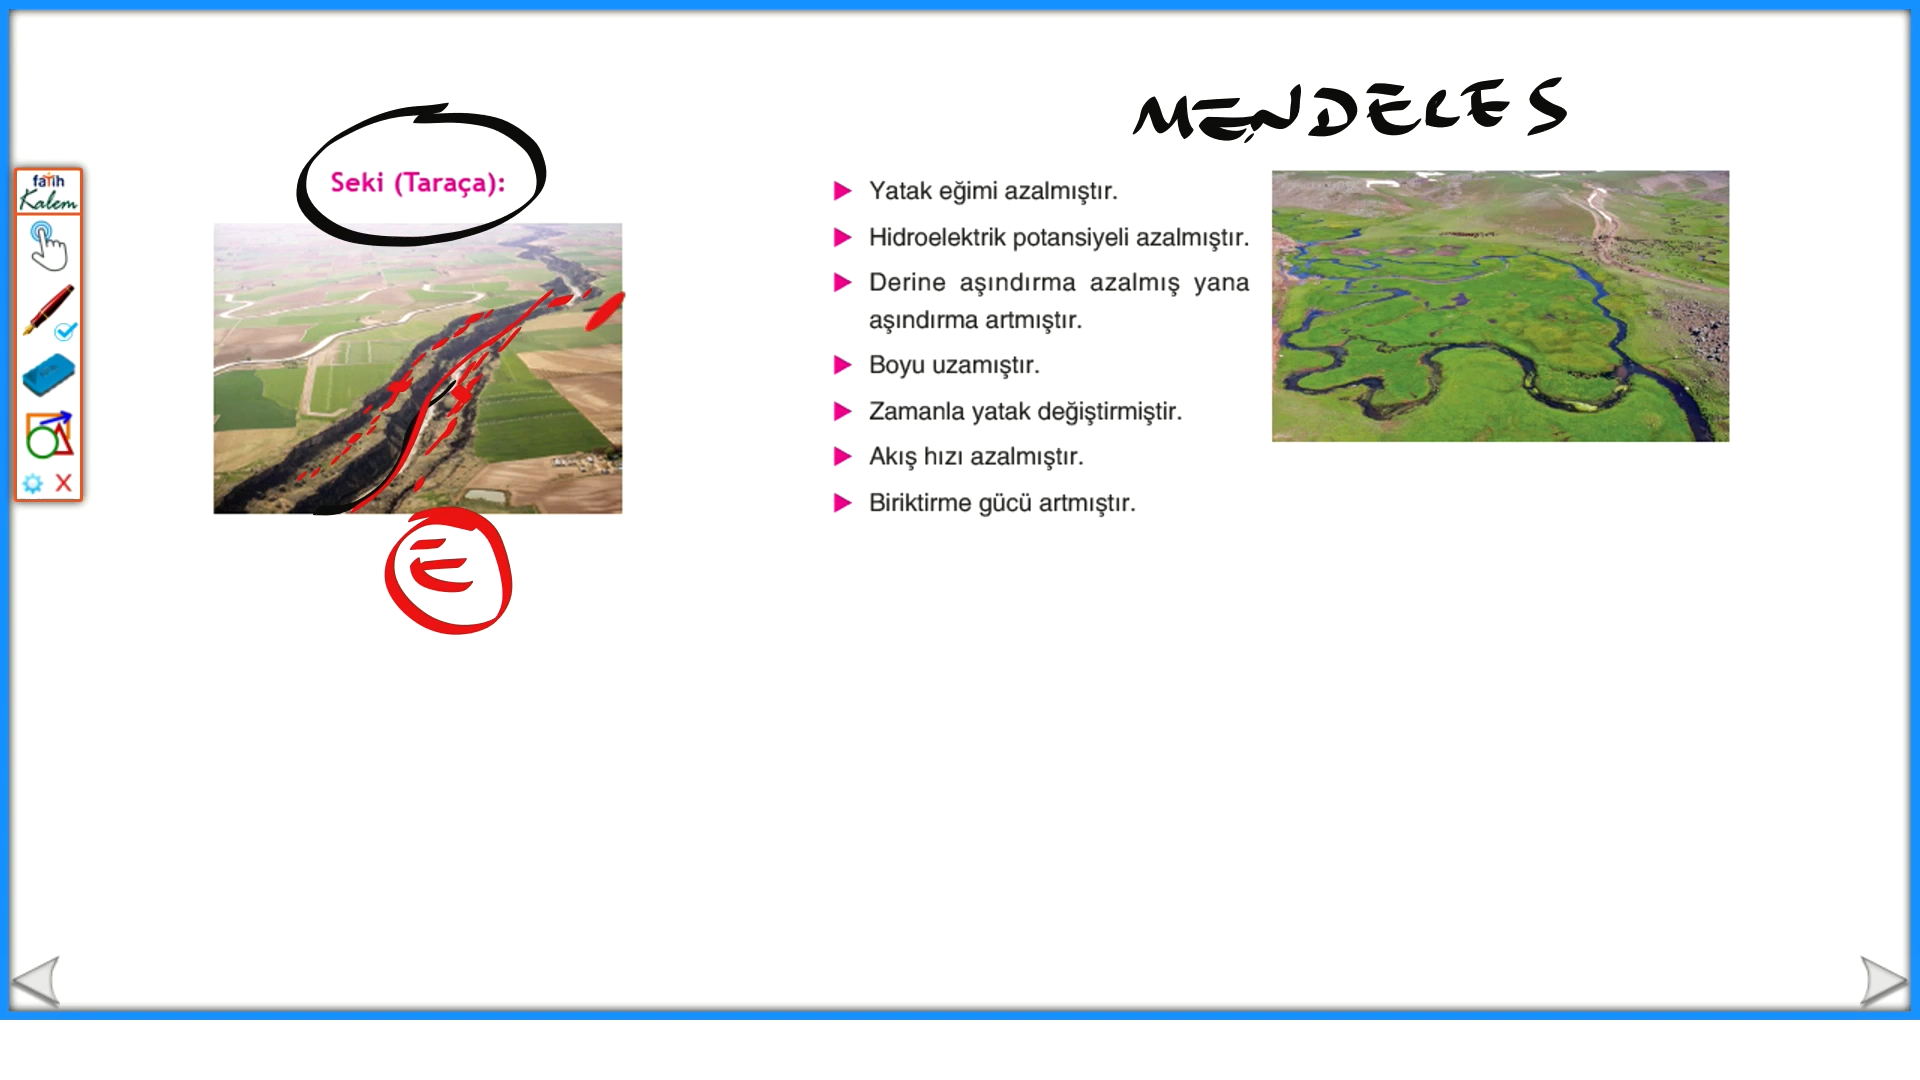 MENDELES
Seki (Taraça):
fatih
Kalem
Yatak eğimi azalmıştır.
Hidroelektrik potansiyeli azalmıştır.
Derine aşındırma azalmış yana
aşındırma artmıştır.
Boyu uzamıştır.
Zamanla yatak değiştirmiştir.
Akış hızı azalmıştır.
Biriktirme gücü artmıştır.
E